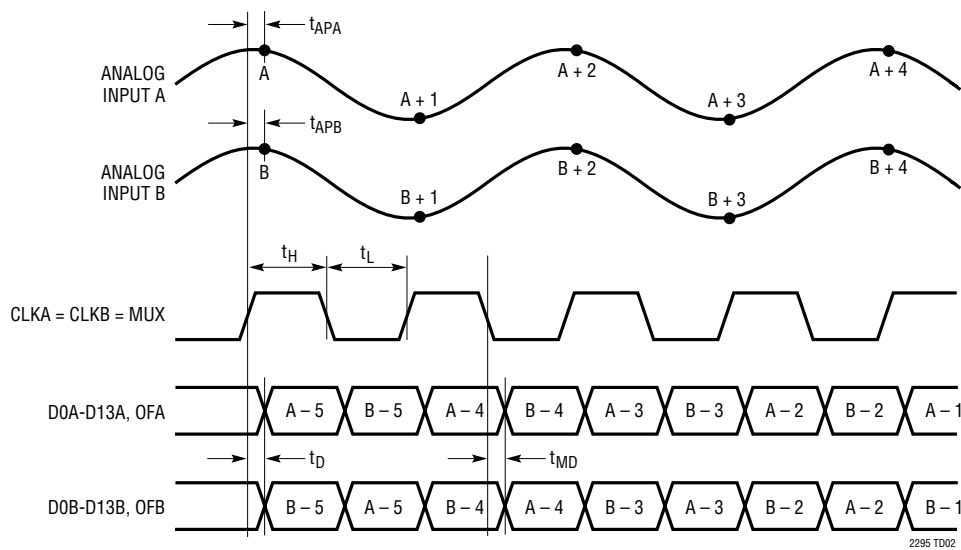 tAPA
ANALOG
INPUT A
A
A + 1
A + 2
A + 3
A + 4
tAPB
ANALOG
INPUT B
B
B + 1
B + 2
B + 3
B + 4
tH
tL
CLKA = CLKB = MUX
D0A-D13A, OFA
A – 5
B – 5
A – 4
B – 4
A – 3
B – 3
A – 2
B – 2
A – 1
tD
tMD
D0B-D13B, OFB
B – 5
A – 5
B – 4
A – 4
B – 3
A – 3
B – 2
A – 2
B – 1
2295 TD02